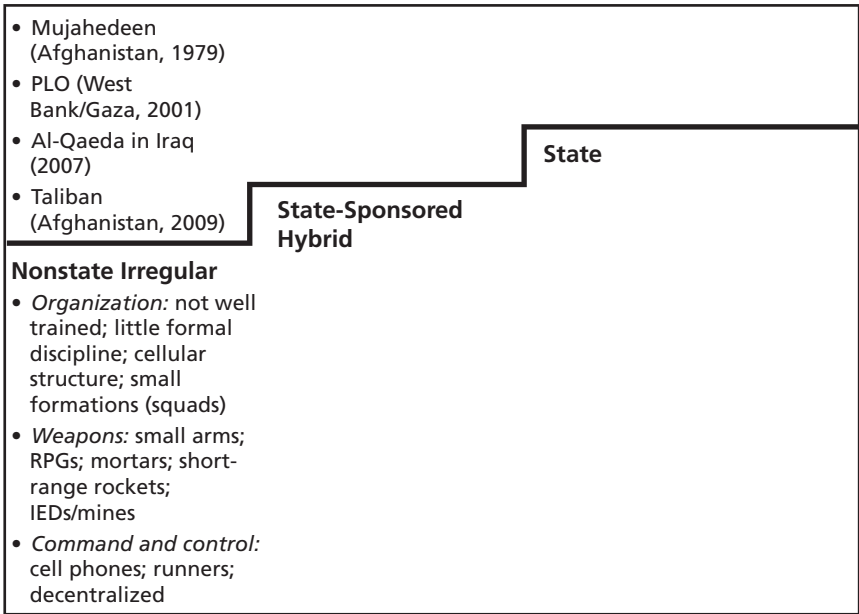 • Mujahedeen
(Afghanistan, 1979)
• PLO (West
Bank/Gaza, 2001)
• Al-Qaeda in Iraq
(2007)
• Taliban
(Afghanistan, 2009)
State
State-Sponsored
Hybrid
Nonstate Irregular
• Organization: not well
trained; little formal
discipline; cellular
structure; small
formations (squads)
• Weapons: small arms;
RPGs; mortars; short-
range rockets;
IEDs/mines
• Command and control:
cell phones; runners;
decentralized